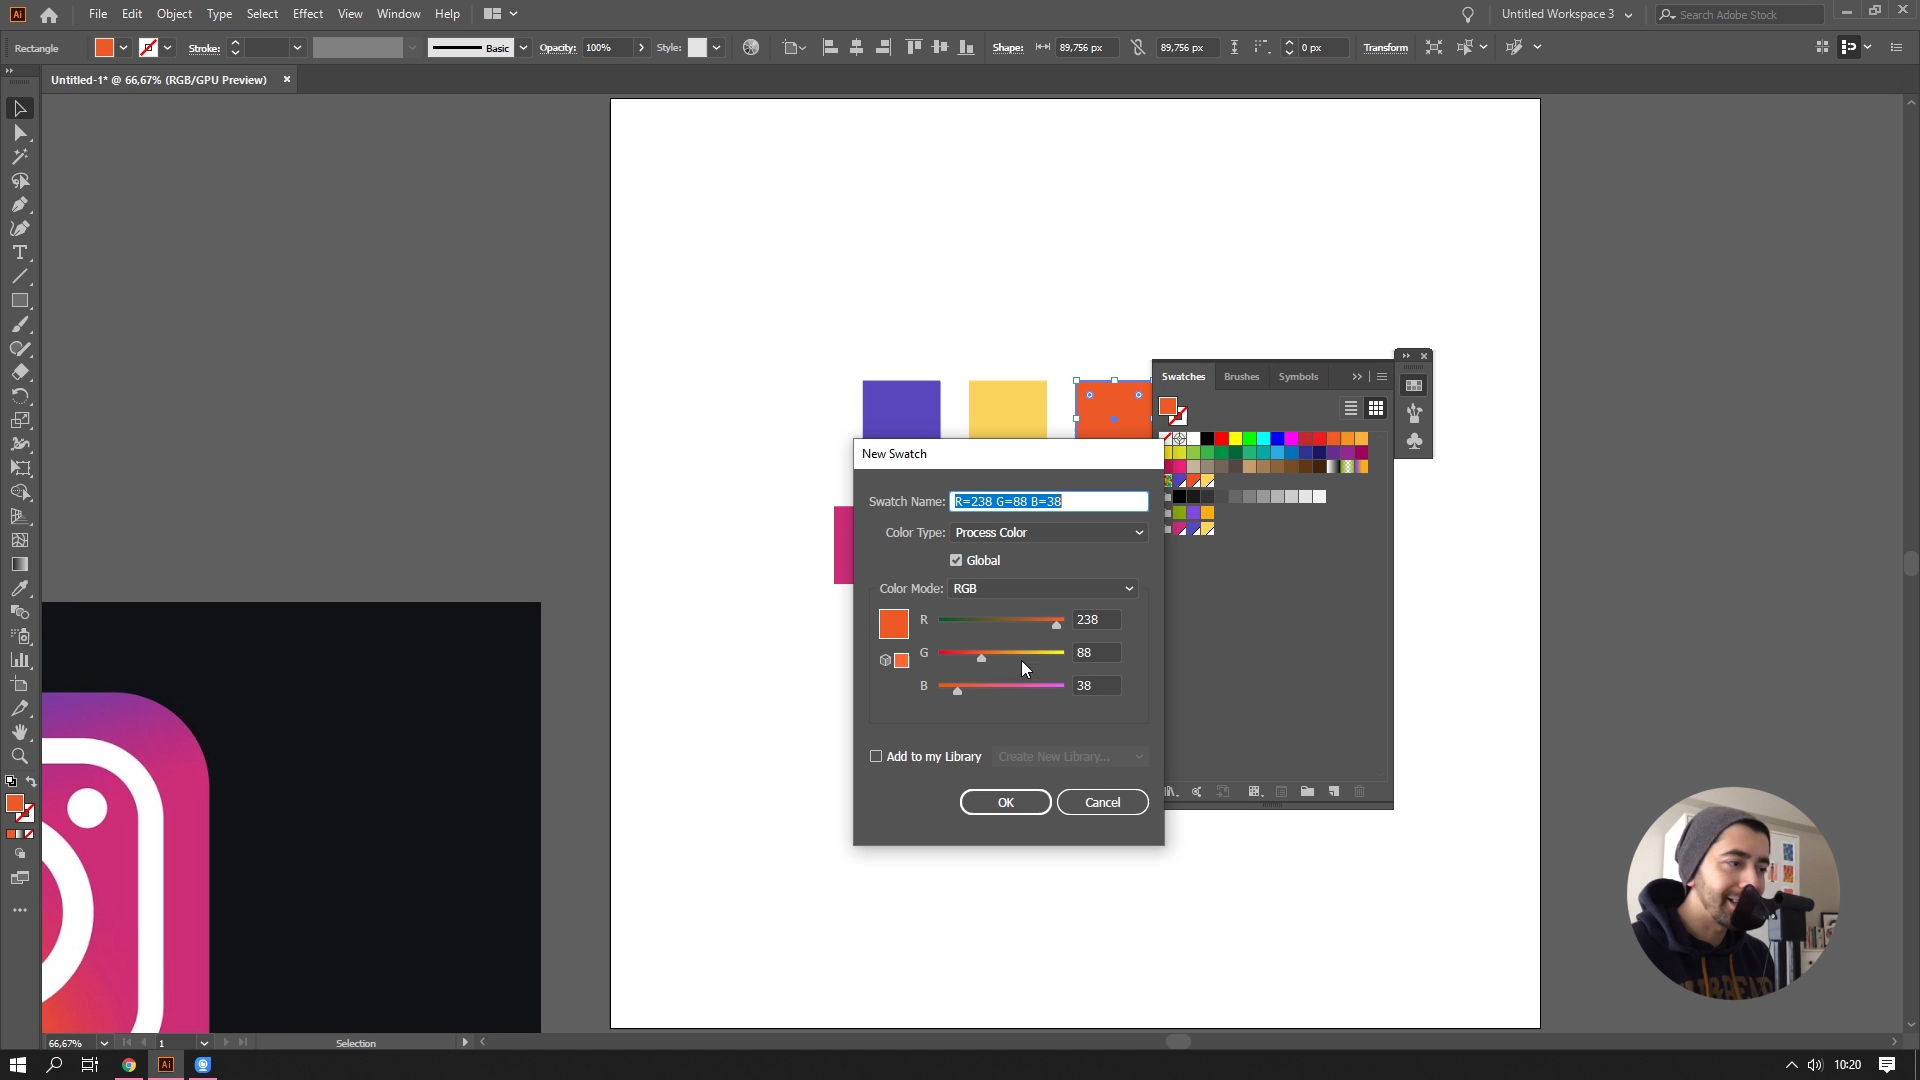 Ai File Edit Object Type Select Effect View Window Help Untitled Workspace 3 Search Adobe Stock
Rectangle Stroke: Basic Opacity: 100% Style: Shape: 89,756 px 89,756 px 0 px Transform
Untitled-1* @ 66,67% (RGB/GPU Preview)
Swatches Brushes Symbols
New Swatch
Swatch Name: R=238 G=88 B=38
Color Type: Process Color
Global
Color Mode: RGB
R 238
G 88
B 38
Add to my Library Create New Library...
OK Cancel
66,67% 1 Selection
Ai 10:20